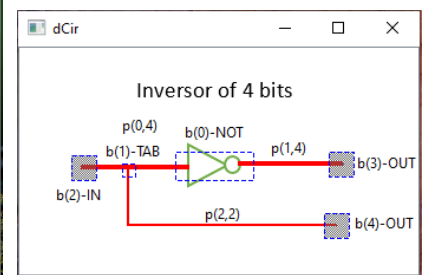 dCir
Inversor of 4 bits
p(0,4)
b(0)-NOT
b(1)-TAB
p(1,4)
b(3)-OUT
b(2)-IN
p(2,2)
b(4)-OUT